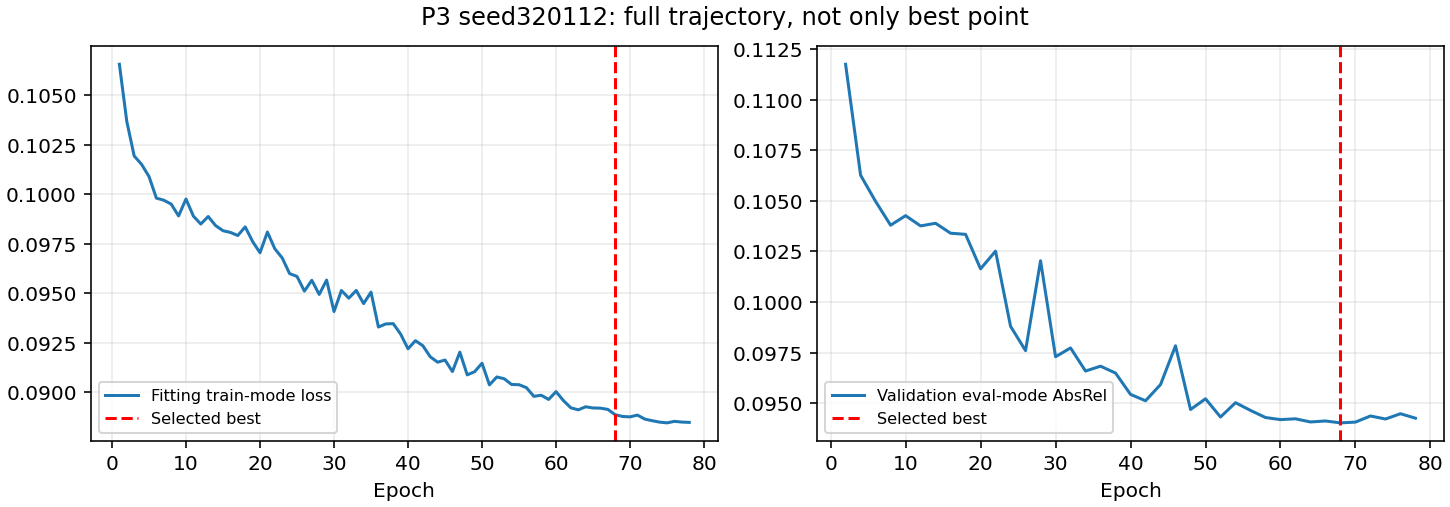 P3 seed320112: full trajectory, not only best point
0.1050
0.1025
0.1000
0.0975
0.0950
0.0925
0.0900
Fitting train-mode loss
Selected best
0 10 20 30 40 50 60 70 80
Epoch
0.1125
0.1100
0.1075
0.1050
0.1025
0.1000
0.0975
0.0950
Validation eval-mode AbsRel
Selected best
0 10 20 30 40 50 60 70 80
Epoch